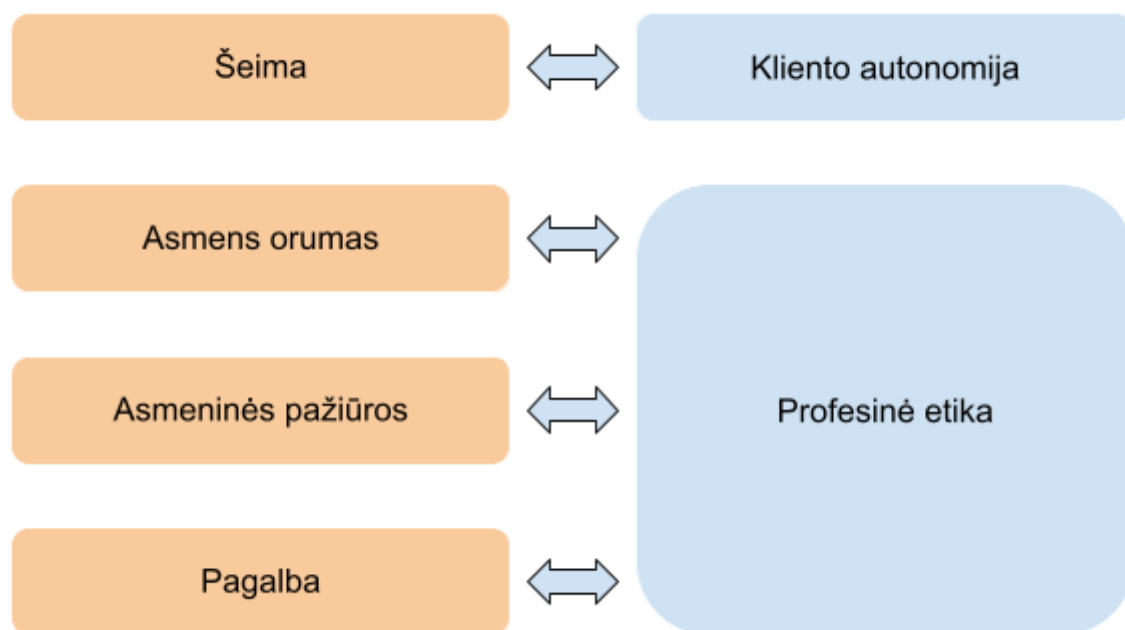 Šeima
Kliento autonomija
Asmens orumas
Asmeninės pažiūros
Profesinė etika
Pagalba